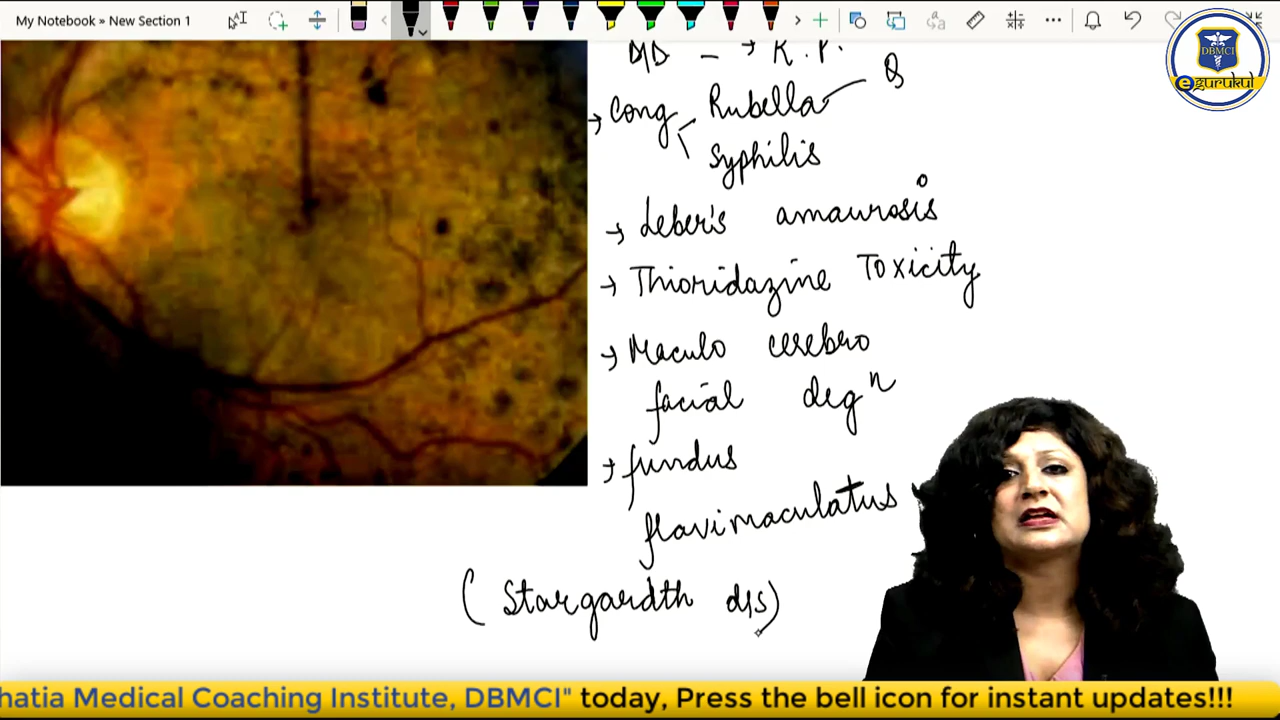 My Notebook » New Section 1
D/D - → R.P.
→ Cong Rubella
Syphilis
→ Leber's amaurosis
→ Thioridazine Toxicity
→ Maculo cerebro
facial degn
→ fundus
flavimaculatus
(Stargardth d/s)
DBMCI
eGurukul
hatia Medical Coaching Institute, DBMCI" today, Press the bell icon for instant updates!!!